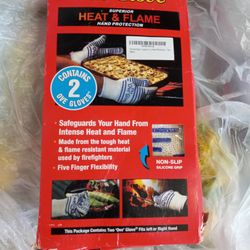 SUPERIOR
HEAT & FLAME
HAND PROTECTION
CONTAINS
2
'OVE' GLOVES
• Safeguards Your Hand From
Intense Heat and Flame
• Made from the tough heat
& flame resistant material
used by firefighters
• Five Finger Flexibility
NON-SLIP
SILICONE GRIP
This Package Contains Two 'Ove' Gloves Fits left or Right Hand